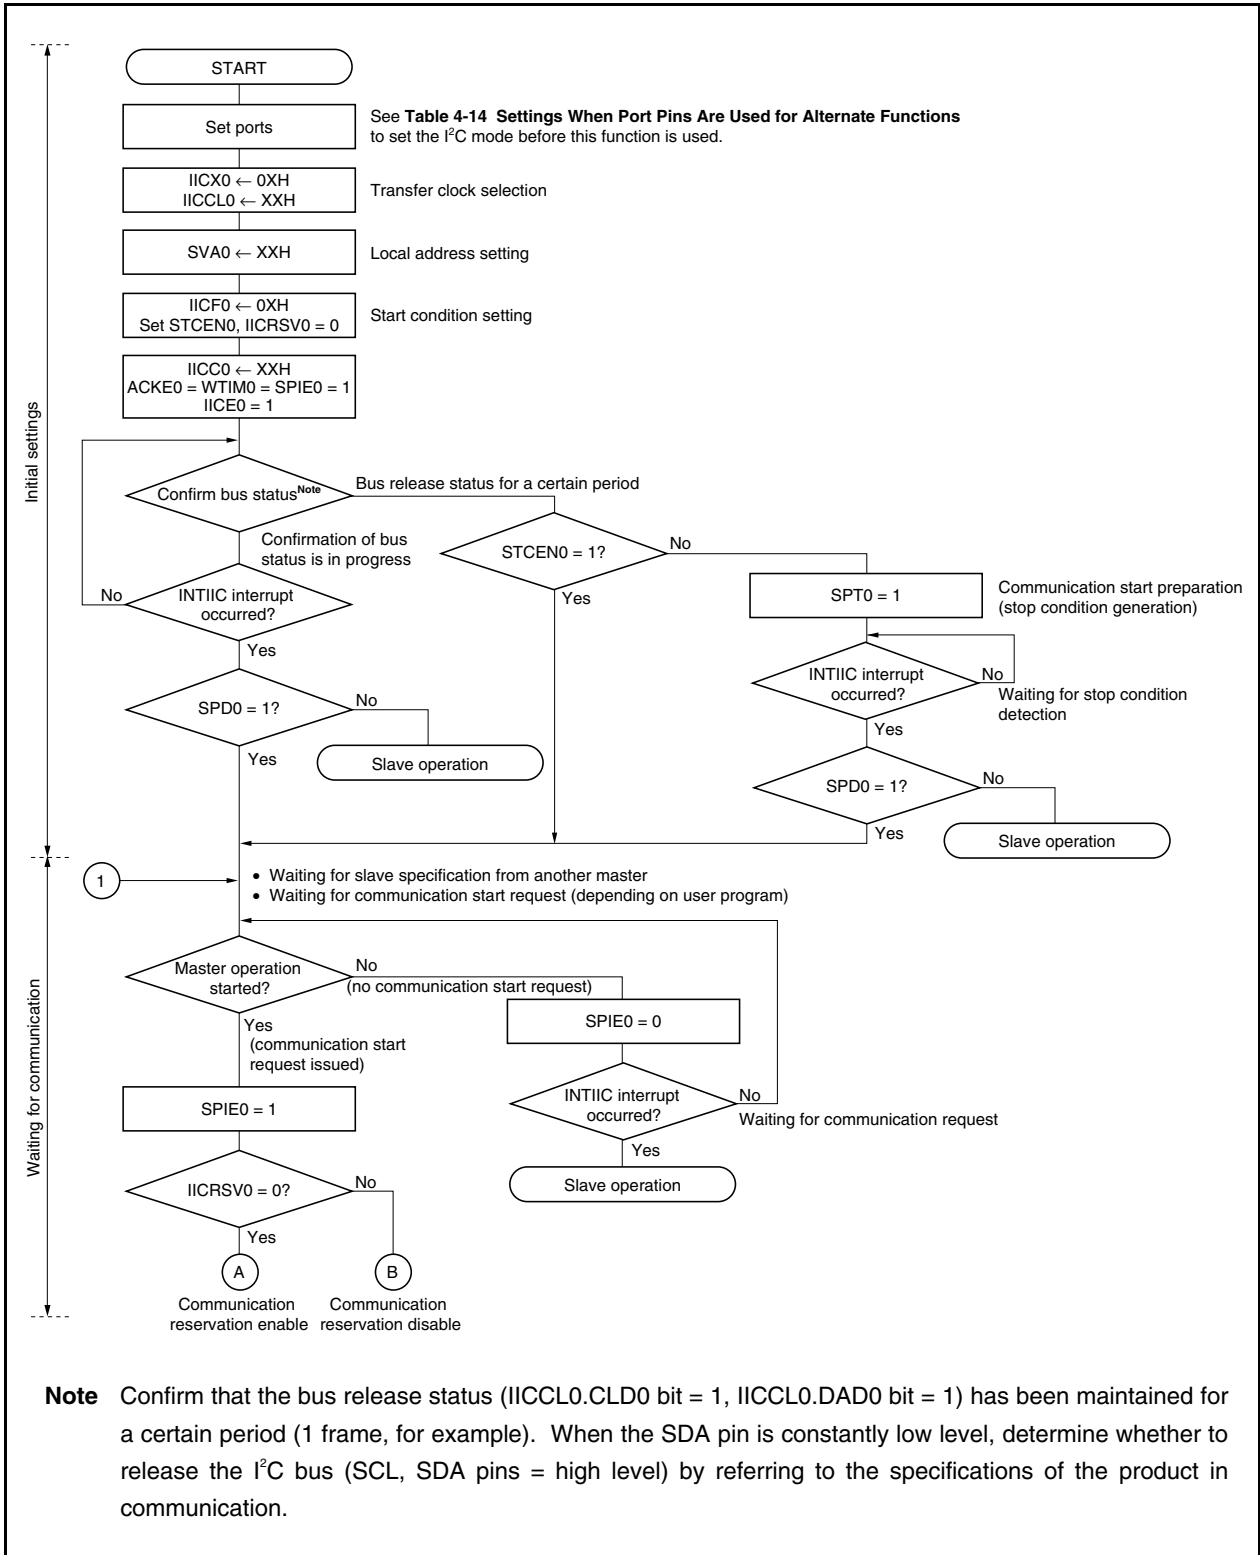 START
Set ports
See Table 4-14 Settings When Port Pins Are Used for Alternate Functions
to set the I²C mode before this function is used.
IICX0 ← 0XH
IICCL0 ← XXH
Transfer clock selection
SVA0 ← XXH
Local address setting
IICF0 ← 0XH
Set STCEN0, IICRSV0 = 0
Start condition setting
IICC0 ← XXH
ACKE0 = WTIM0 = SPIE0 = 1
IICE0 = 1
Initial settings
Confirm bus statusNote
Bus release status for a certain period
Confirmation of bus
status is in progress
STCEN0 = 1?
No
Yes
SPT0 = 1
Communication start preparation
(stop condition generation)
No
INTIIC interrupt
occurred?
Yes
INTIIC interrupt
occurred?
No
Waiting for stop condition
detection
Yes
SPD0 = 1?
No
Yes
Slave operation
SPD0 = 1?
No
Yes
Slave operation
1
• Waiting for slave specification from another master
• Waiting for communication start request (depending on user program)
Waiting for communication
Master operation
started?
No
(no communication start request)
Yes
(communication start
request issued)
SPIE0 = 0
SPIE0 = 1
INTIIC interrupt
occurred?
No
Waiting for communication request
Yes
Slave operation
IICRSV0 = 0?
No
Yes
A
B
Communication
reservation enable
Communication
reservation disable
Note Confirm that the bus release status (IICCL0.CLD0 bit = 1, IICCL0.DAD0 bit = 1) has been maintained for
a certain period (1 frame, for example). When the SDA pin is constantly low level, determine whether to
release the I²C bus (SCL, SDA pins = high level) by referring to the specifications of the product in
communication.